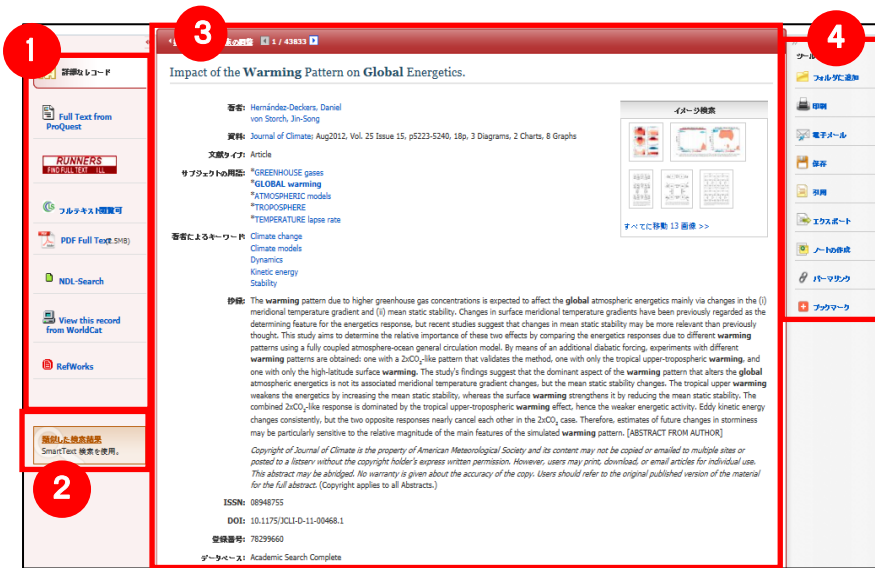 1
詳細なレコード
Full Text from
ProQuest
RUNNERS
FIND FULL TEXT ILL
フルテキスト閲覧可
PDF Full Text(2.5MB)
NDL-Search
View this record
from WorldCat
RefWorks
類似した検索結果
SmartText 検索を使用。
2
3
1 / 43833
Impact of the Warming Pattern on Global Energetics.
著者: Hernández-Deckers, Daniel
von Storch, Jin-Song
資料: Journal of Climate; Aug2012, Vol. 25 Issue 15, p5223-5240, 18p, 3 Diagrams, 2 Charts, 8 Graphs
文献タイプ: Article
サブジェクトの用語: *GREENHOUSE gases
*GLOBAL warming
*ATMOSPHERIC models
*TROPOSPHERE
*TEMPERATURE lapse rate
著者によるキーワード: Climate change
Climate models
Dynamics
Kinetic energy
Stability
イメージ検索
すべてに移動 13 画像 >>
抄録: The warming pattern due to higher greenhouse gas concentrations is expected to affect the global atmospheric energetics mainly via changes in the (i)
meridional temperature gradient and (ii) mean static stability. Changes in surface meridional temperature gradients have been previously regarded as the
determining feature for the energetics response, but recent studies suggest that changes in mean static stability may be more relevant than previously
thought. This study aims to determine the relative importance of these two effects by comparing the energetics responses due to different warming
patterns using a fully coupled atmosphere-ocean general circulation model. By means of an additional diabatic forcing, experiments with different
warming patterns are obtained: one with a 2xCO₂-like pattern that validates the method, one with only the tropical upper-tropospheric warming, and
one with only the high-latitude surface warming. The study's findings suggest that the dominant aspect of the warming pattern that alters the global
atmospheric energetics is not its associated meridional temperature gradient changes, but the mean static stability changes. The tropical upper warming
weakens the energetics by increasing the mean static stability, whereas the surface warming strengthens it by reducing the mean static stability. The
combined 2xCO₂-like response is dominated by the tropical upper-tropospheric warming effect, hence the weaker energetic activity. Eddy kinetic energy
changes consistently, but the two opposite responses nearly cancel each other in the 2xCO₂ case. Therefore, estimates of future changes in storminess
may be particularly sensitive to the relative magnitude of the main features of the simulated warming pattern. [ABSTRACT FROM AUTHOR]
Copyright of Journal of Climate is the property of American Meteorological Society and its content may not be copied or emailed to multiple sites or
posted to a listserv without the copyright holder's express written permission. However, users may print, download, or email articles for individual use.
This abstract may be abridged. No warranty is given about the accuracy of the copy. Users should refer to the original published version of the material
for the full abstract. (Copyright applies to all Abstracts.)
ISSN: 08948755
DOI: 10.1175/JCLI-D-11-00468.1
登録番号: 78299660
データベース: Academic Search Complete
4
フォルダに追加
印刷
電子メール
保存
引用
エクスポート
ノートの作成
パーマリンク
ブックマーク